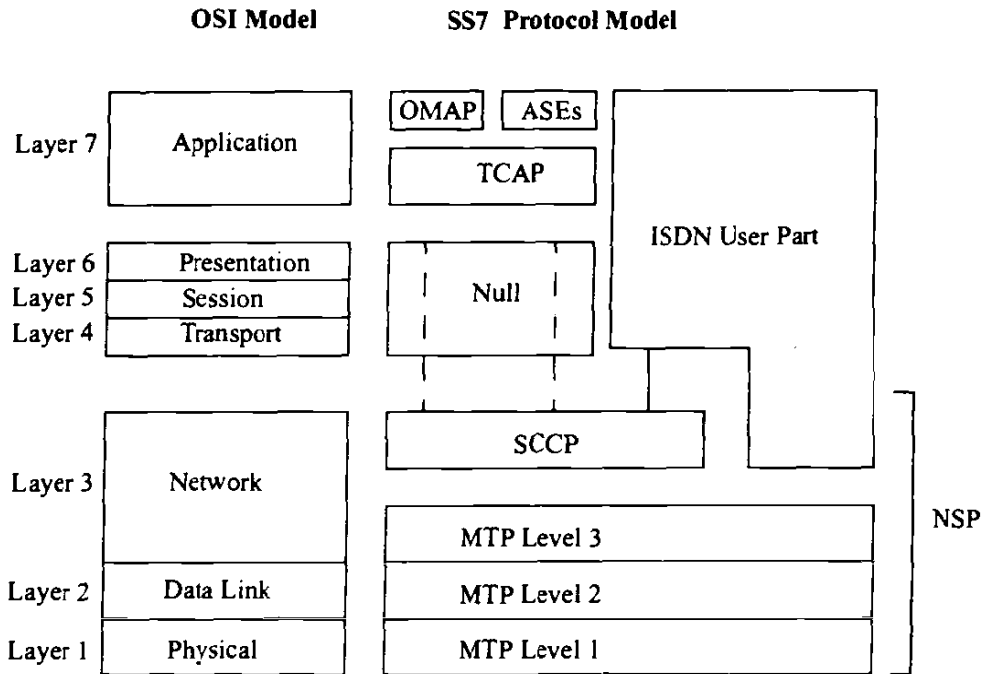 OSI Model SS7 Protocol Model
OMAP ASEs
Layer 7 Application
TCAP
ISDN User Part
Layer 6 Presentation
Null
Layer 5 Session
Layer 4 Transport
SCCP
Layer 3 Network
NSP
MTP Level 3
Layer 2 Data Link MTP Level 2
Layer 1 Physical MTP Level 1